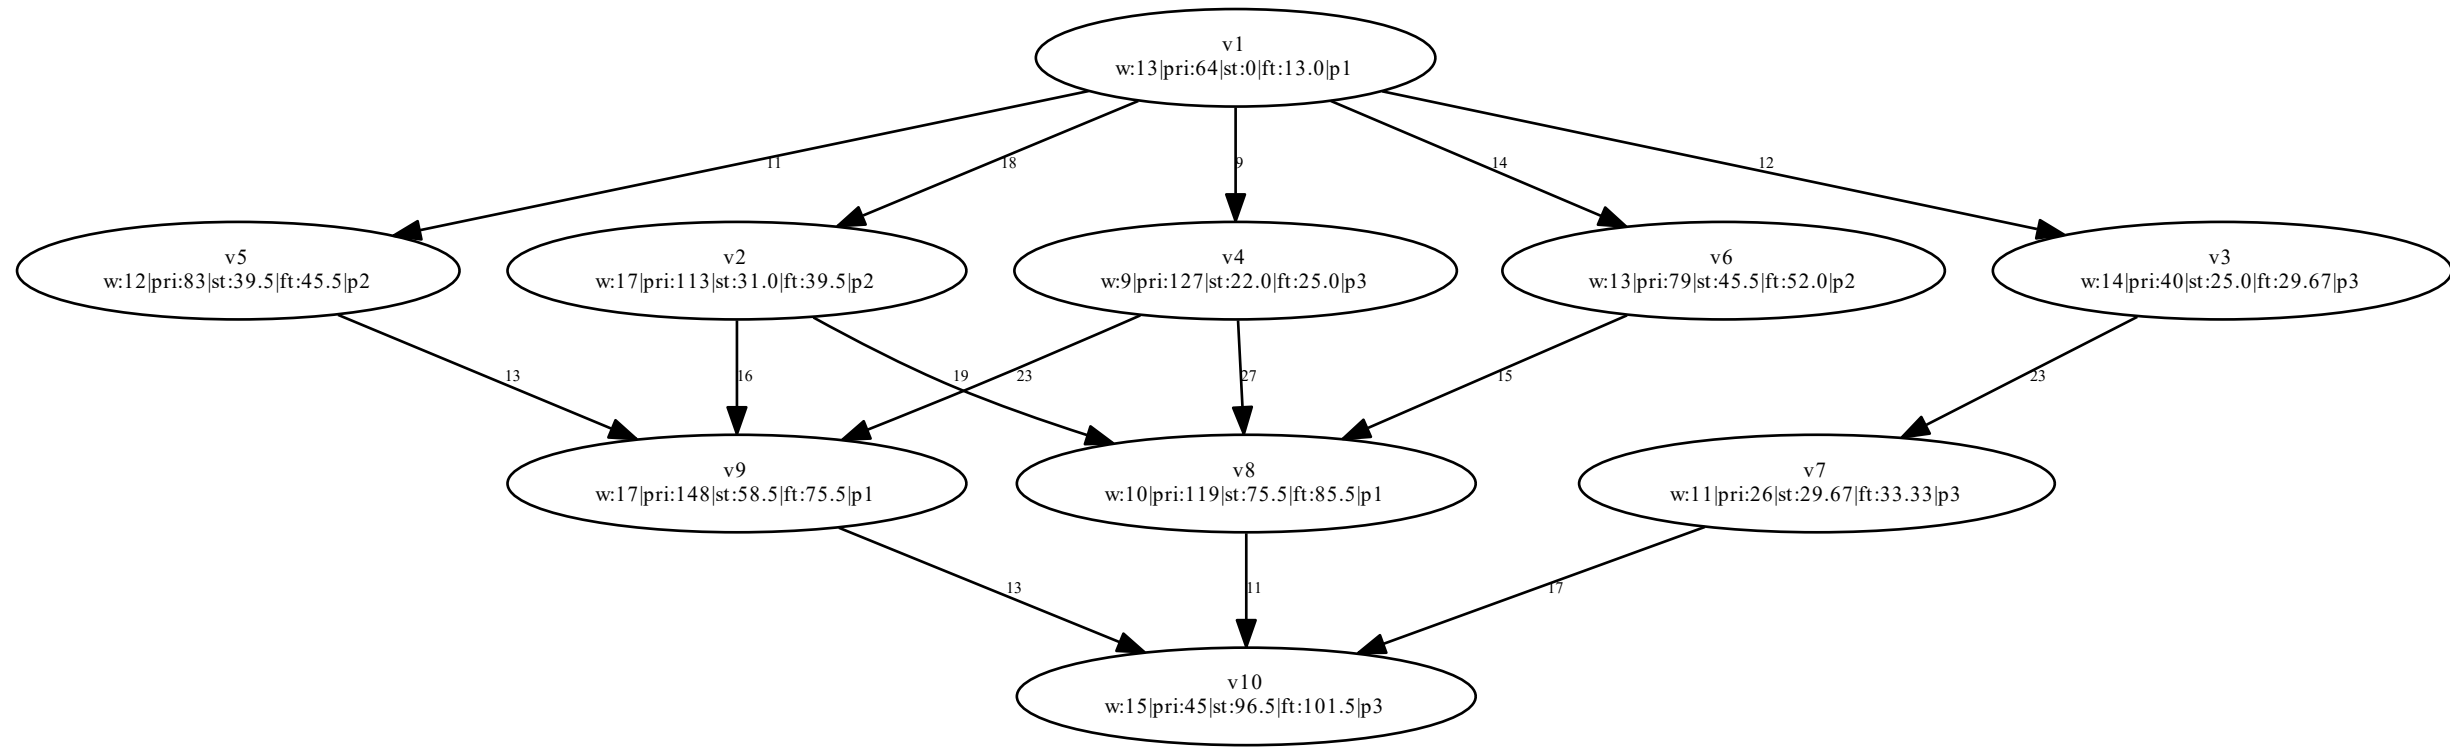 v1
w:13|pri:64|st:0|ft:13.0|p1
11
18
9
14
12
v5
w:12|pri:83|st:39.5|ft:45.5|p2
v2
w:17|pri:113|st:31.0|ft:39.5|p2
v4
w:9|pri:127|st:22.0|ft:25.0|p3
v6
w:13|pri:79|st:45.5|ft:52.0|p2
v3
w:14|pri:40|st:25.0|ft:29.67|p3
13
16
19
23
27
15
23
v9
w:17|pri:148|st:58.5|ft:75.5|p1
v8
w:10|pri:119|st:75.5|ft:85.5|p1
v7
w:11|pri:26|st:29.67|ft:33.33|p3
13
11
17
v10
w:15|pri:45|st:96.5|ft:101.5|p3